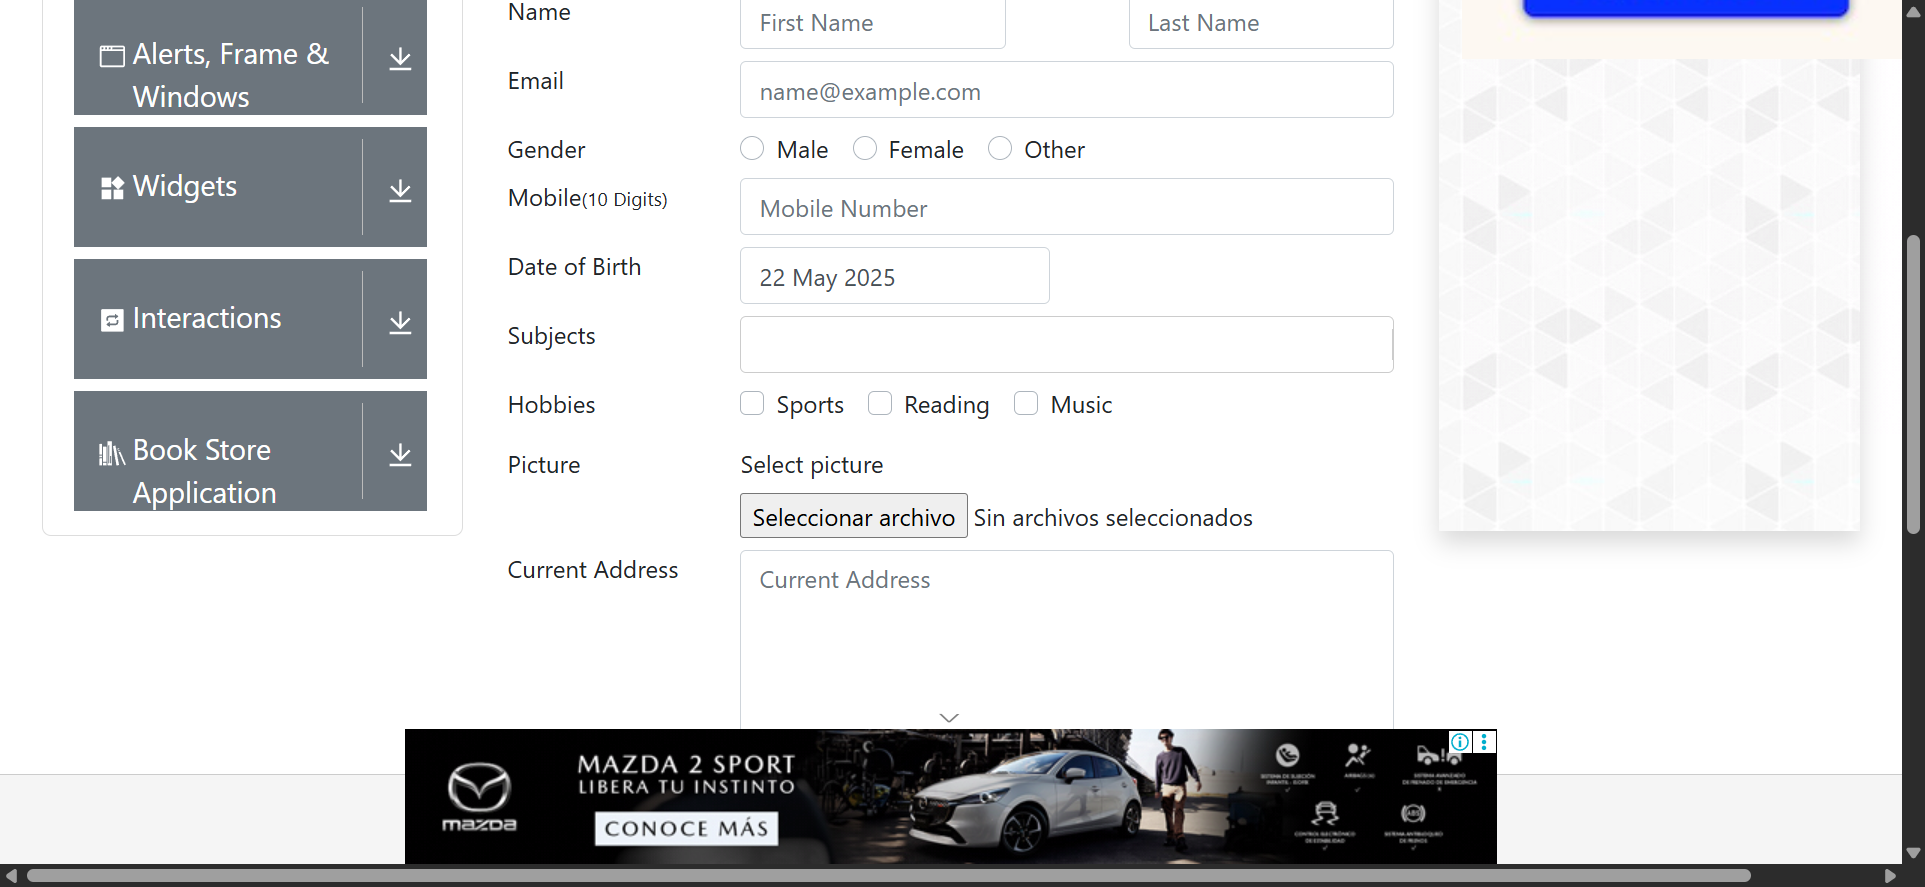 Alerts, Frame &
Windows
Widgets
Interactions
Book Store
Application
Name
First Name
Last Name
Email
name@example.com
Gender
Male
Female
Other
Mobile(10 Digits)
Mobile Number
Date of Birth
22 May 2025
Subjects
Hobbies
Sports
Reading
Music
Picture
Select picture
Seleccionar archivo
Sin archivos seleccionados
Current Address
Current Address
mazda
MAZDA 2 SPORT
LIBERA TU INSTINTO
CONOCE MÁS
ABS